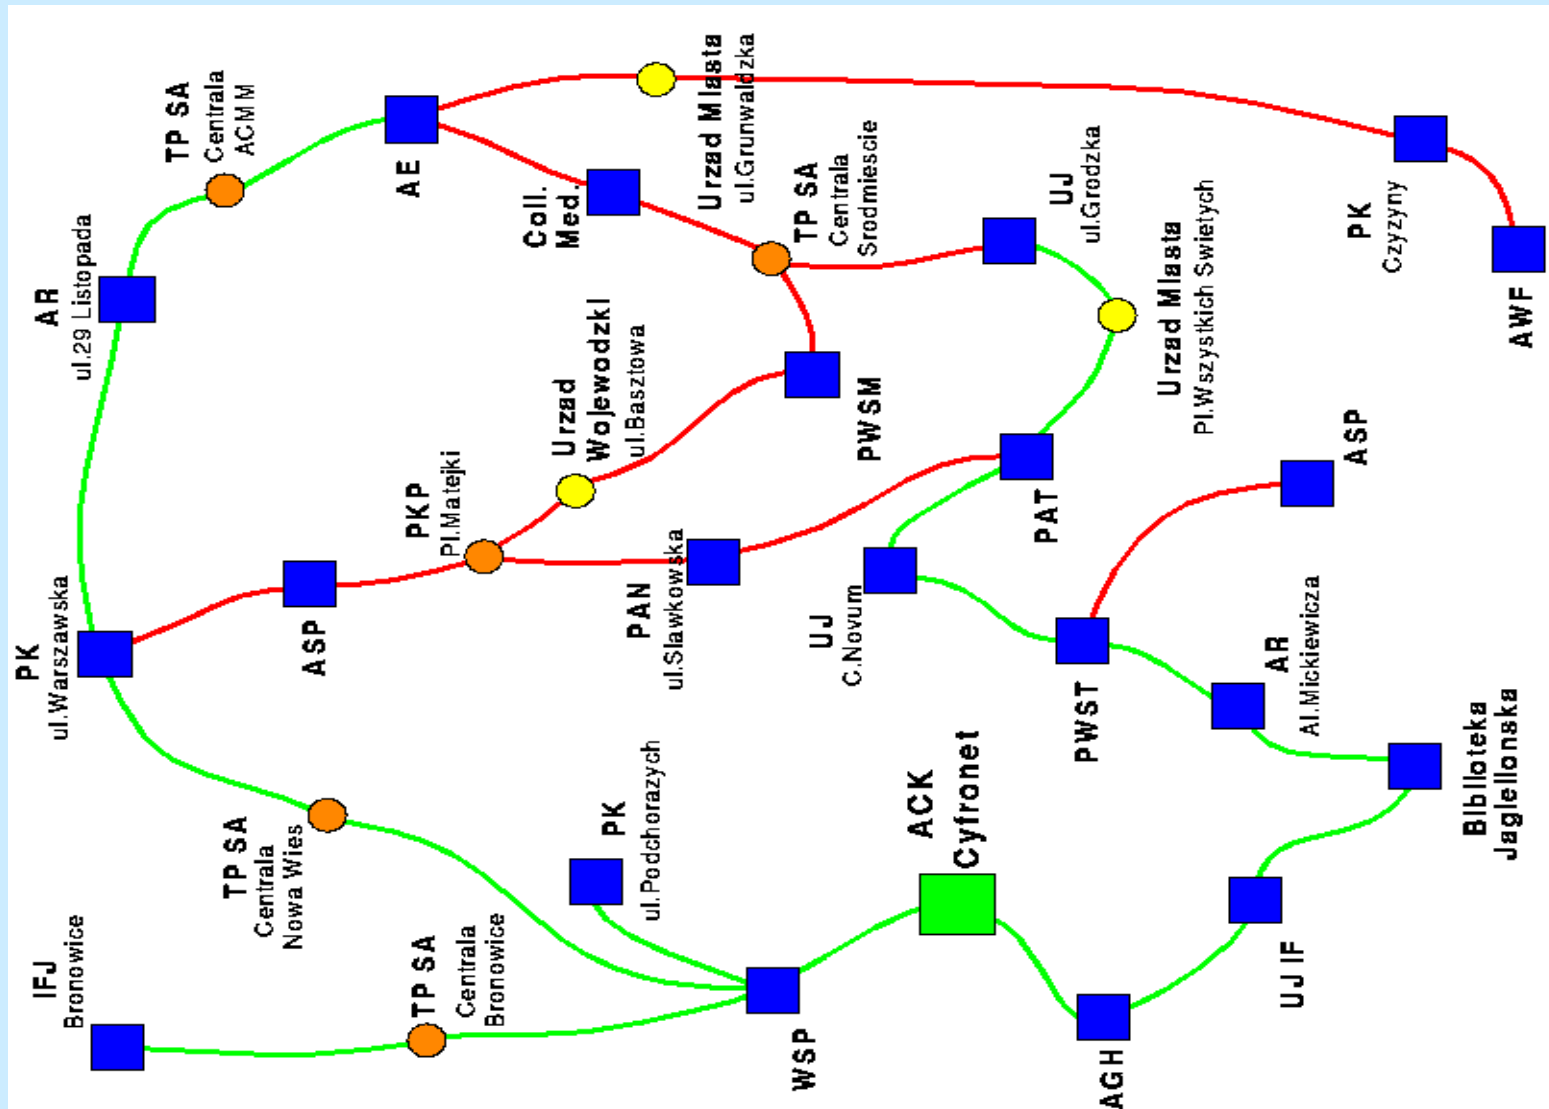 IFJ
Bronowice
PK
ul.Warszawska
AR
ul.29 Listopada
TP SA
Centrala
ACMM
TP SA
Centrala
Nowa Wies
ASP
AE
TP SA
Centrala
Bronowice
PKP
Pl.Matejki
Coll.
Med.
Urzad
Wojewodzki
ul.Basztowa
PK
ul.Podchorazych
PAN
ul.Slawkowska
Urzad Miasta
ul.Grunwaldzka
WSP
UJ
C.Novum
TP SA
Centrala
Srodmiescie
PWSM
ACK
Cyfronet
PAT
UJ
ul.Grodzka
PWST
AGH
Urzad Miasta
Pl.Wszystkich Swietych
AR
Al.Mickiewicza
UJ IF
ASP
PK
Czyzyny
Biblioteka
Jagiellonska
AWF